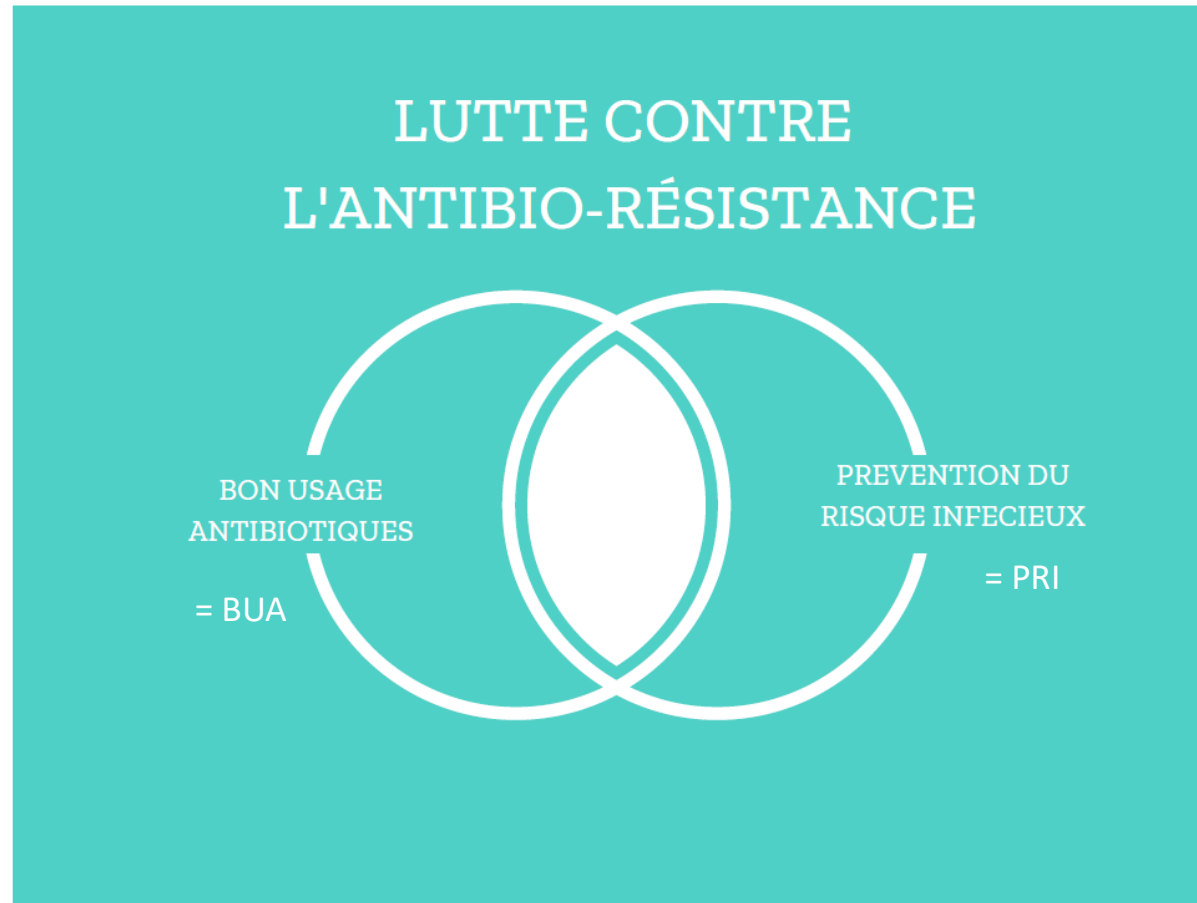 LUTTE CONTRE
L'ANTIBIO-RÉSISTANCE
BON USAGE
ANTIBIOTIQUES
= BUA
PREVENTION DU
RISQUE INFECIEUX
= PRI